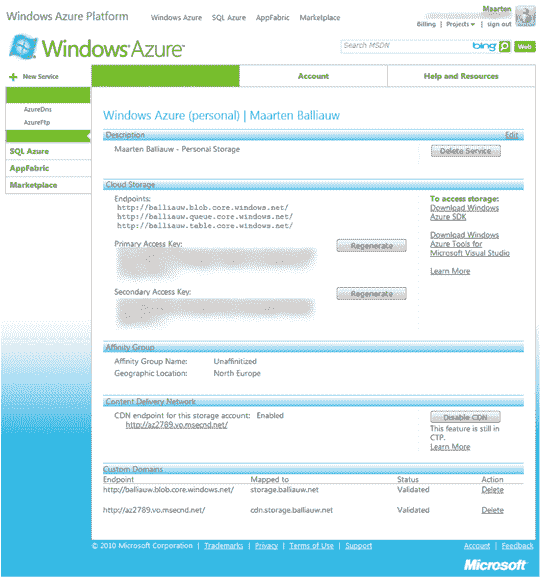 Windows Azure Platform
Windows Azure SQL Azure AppFabric Marketplace
Maarten
Billing | Projects | sign out
Windows Azure™
Search MSDN bing Web
New Service
Account
Help and Resources
AzureDns
AzureFtp
SQL Azure
AppFabric
Marketplace
Windows Azure (personal) | Maarten Balliauw
Description Edit
Maarten Balliauw - Personal Storage Delete Service
Cloud Storage
Endpoints:
http://balliauw.blob.core.windows.net/
http://balliauw.queue.core.windows.net/
http://balliauw.table.core.windows.net/
Primary Access Key: Regenerate
Secondary Access Key: Regenerate
To access storage:
Download Windows
Azure SDK
Download Windows
Azure Tools for
Microsoft Visual Studio
Learn More
Affinity Group
Affinity Group Name: Unaffinitized
Geographic Location: North Europe
Content Delivery Network
CDN endpoint for this storage account: Enabled
http://az2789.vo.msecnd.net/
Disable CDN
This feature is still in
CTP.
Learn More
Custom Domains
Endpoint Mapped to Status Action
http://balliauw.blob.core.windows.net/ storage.balliauw.net Validated Delete
http://az2789.vo.msecnd.net/ cdn.storage.balliauw.net Validated Delete
© 2010 Microsoft Corporation | Trademarks | Privacy | Terms of Use | Support Account | Feedback
Microsoft